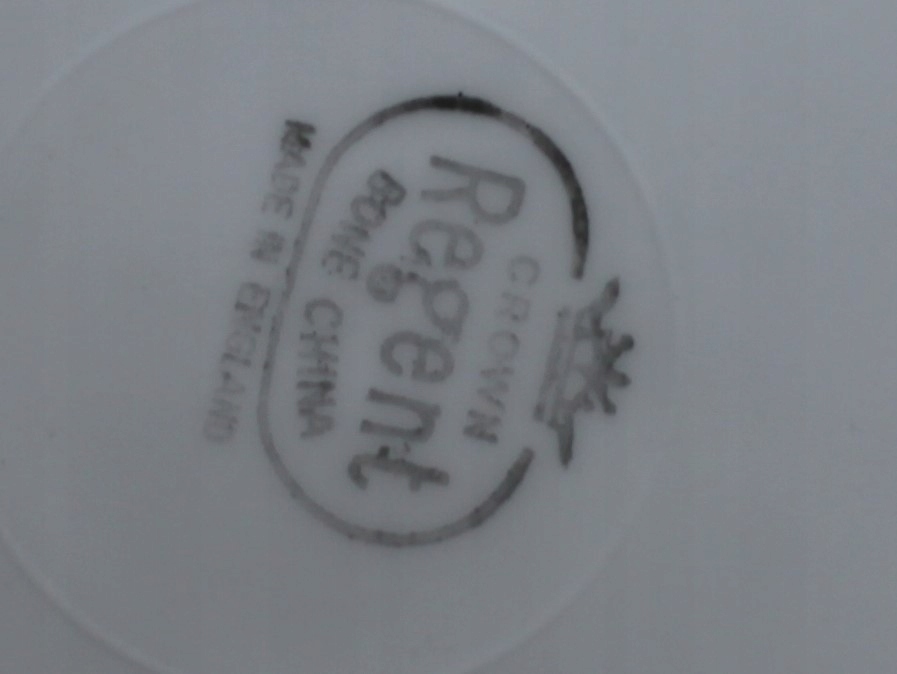 CROWN
Regent
BONE CHINA
MADE IN ENGLAND